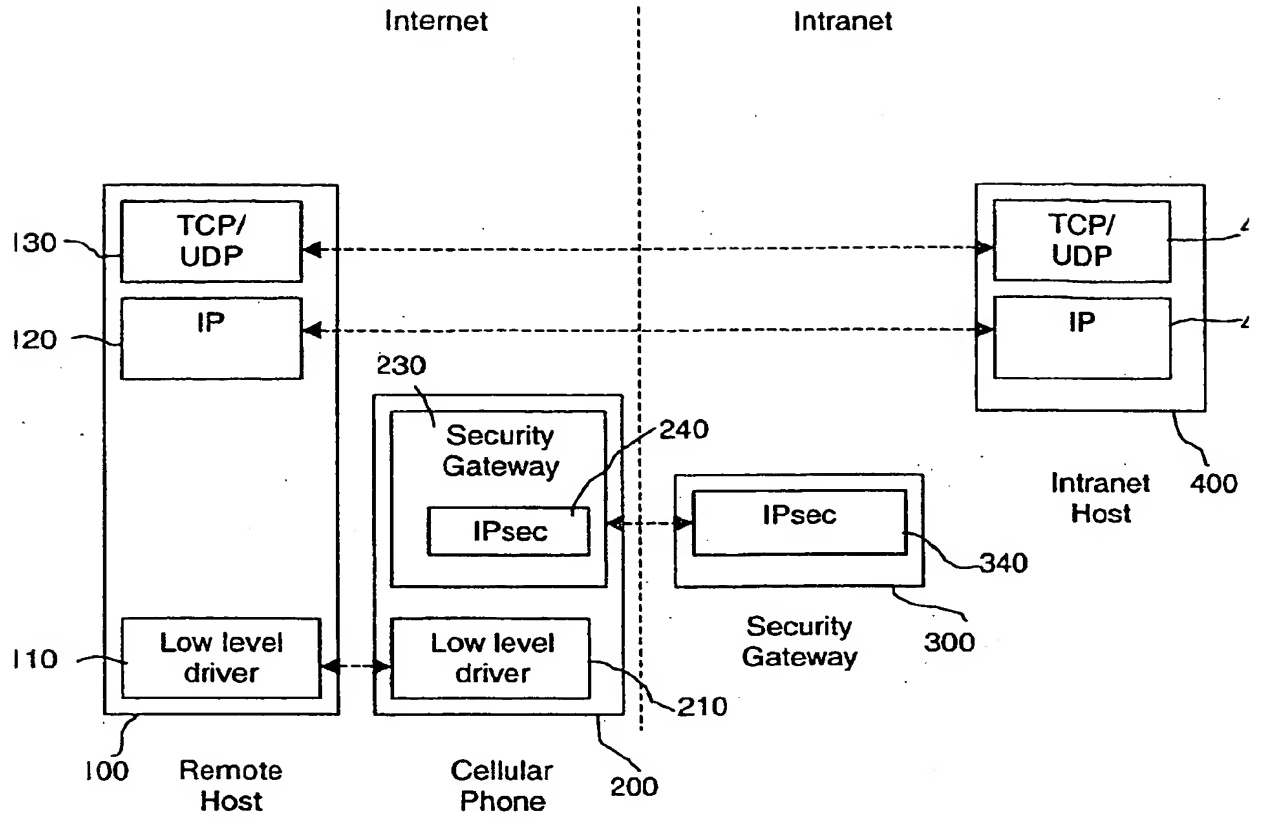 Internet
Intranet
TCP/
UDP
130
TCP/
UDP
IP
120
IP
230
Security
Gateway
240
IPsec
IPsec
340
Intranet
Host
400
Low level
driver
110
Low level
driver
210
Security
Gateway
300
100
Remote
Host
Cellular
Phone
200